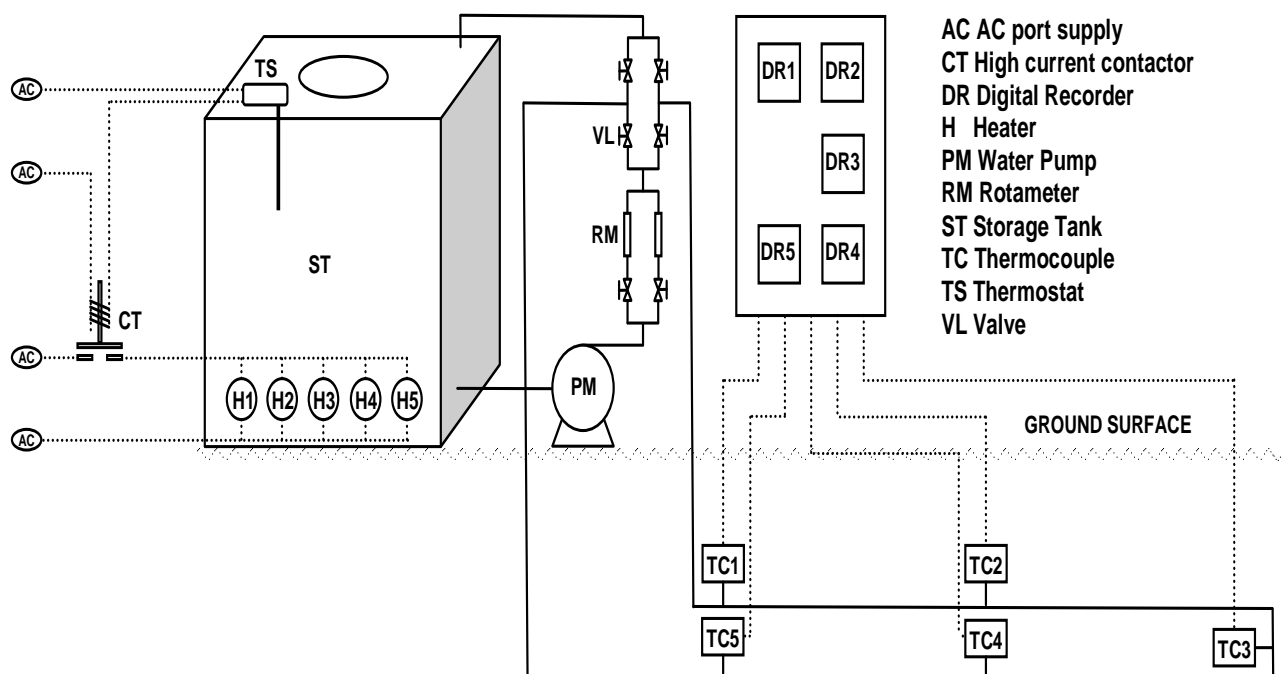 AC AC port supply
CT High current contactor
DR Digital Recorder
H Heater
PM Water Pump
RM Rotameter
ST Storage Tank
TC Thermocouple
TS Thermostat
VL Valve
TS
AC
AC
VL
RM
ST
CT
AC
H1 H2 H3 H4 H5
AC
PM
DR1 DR2
DR3
DR5 DR4
GROUND SURFACE
TC1 TC2
TC5 TC4 TC3